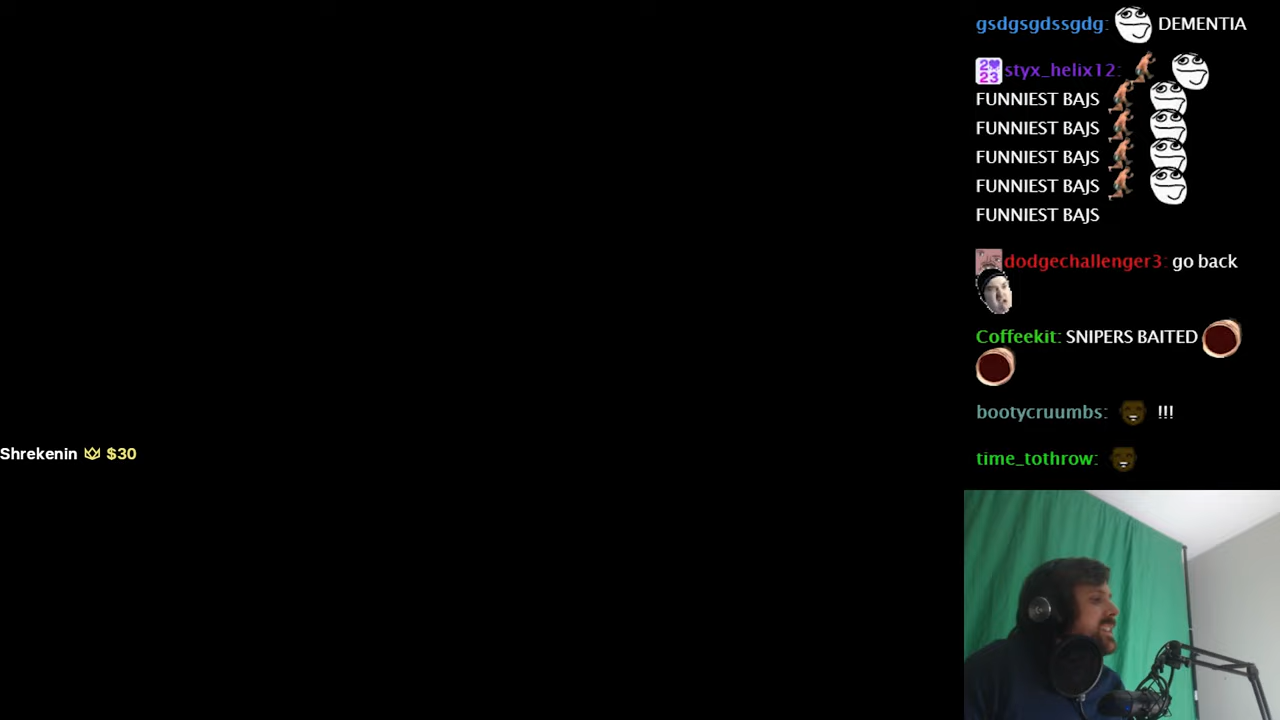 gsdgsgdssgdg: DEMENTIA
2023 styx_helix12:
FUNNIEST BAJS
FUNNIEST BAJS
FUNNIEST BAJS
FUNNIEST BAJS
FUNNIEST BAJS
dodgechallenger3: go back
Coffeekit: SNIPERS BAITED
bootycruumbs: !!!
Shrekenin $30
time_tothrow: